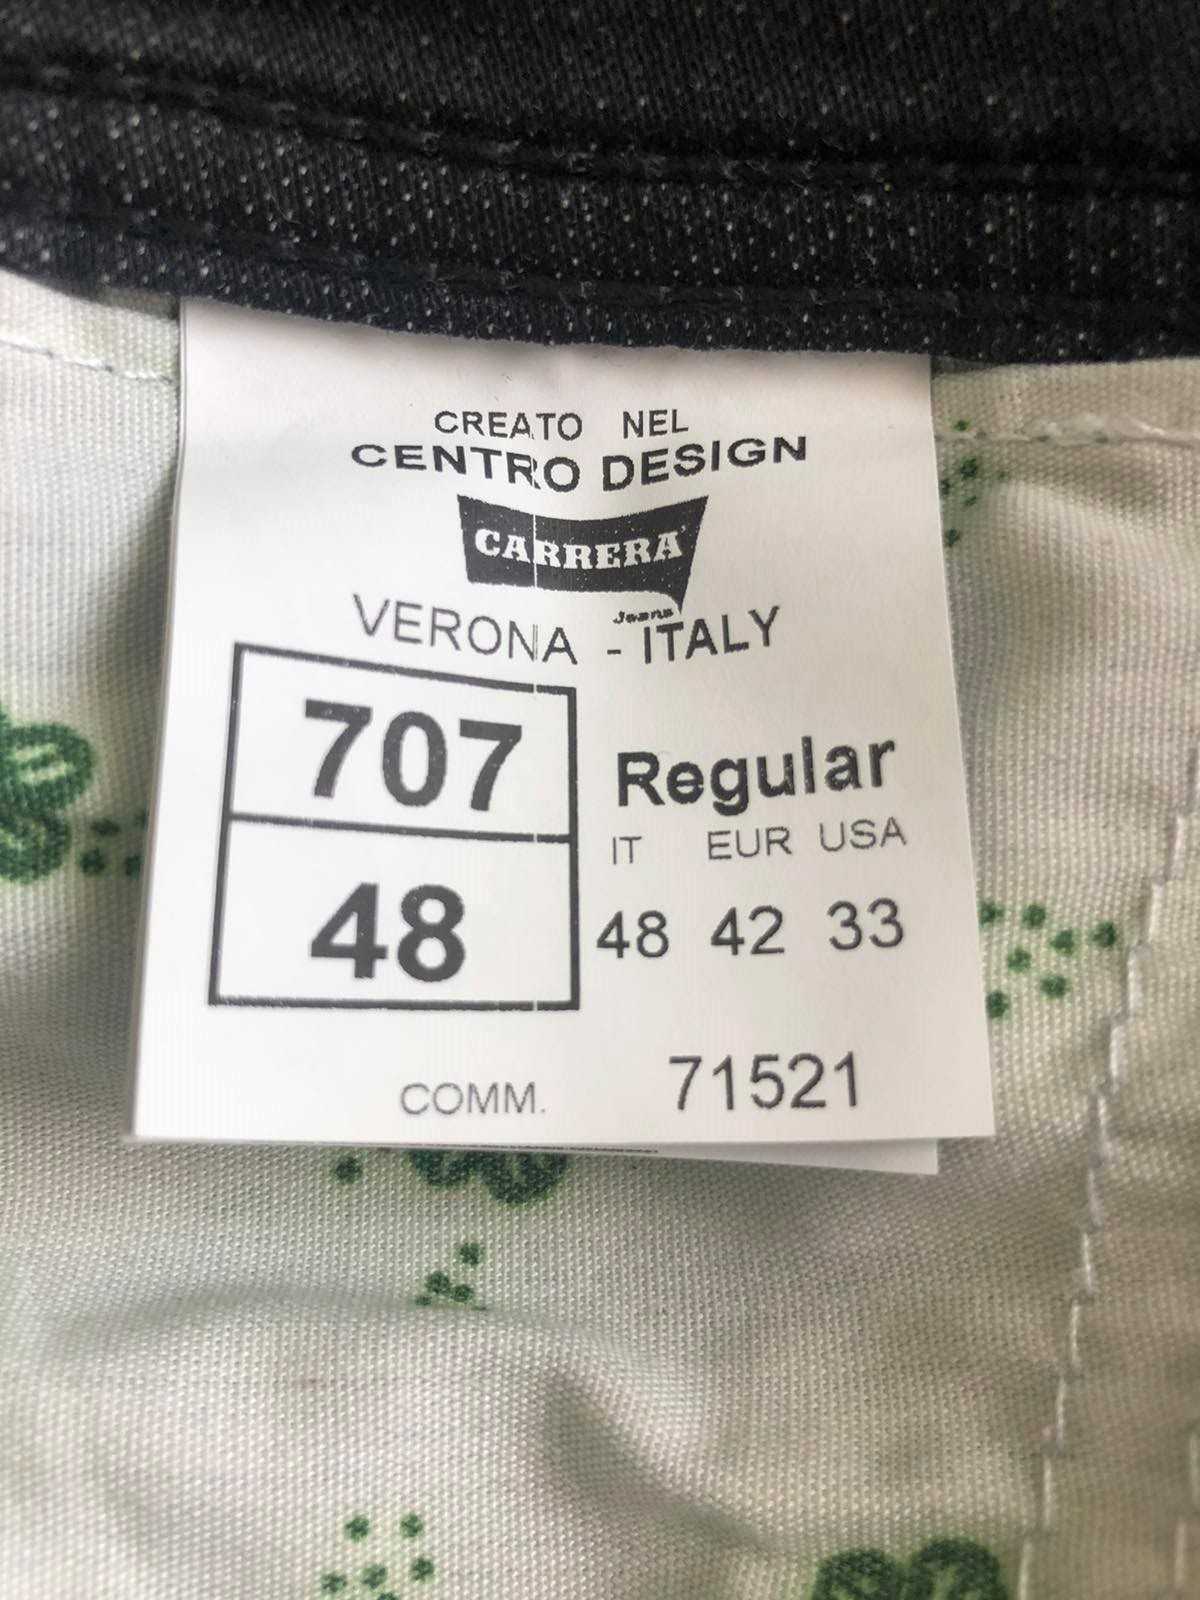 CREATO NEL
CENTRO DESIGN
CARRERA
Jeans
VERONA - ITALY
707
Regular
IT EUR USA
48
48 42 33
COMM. 71521